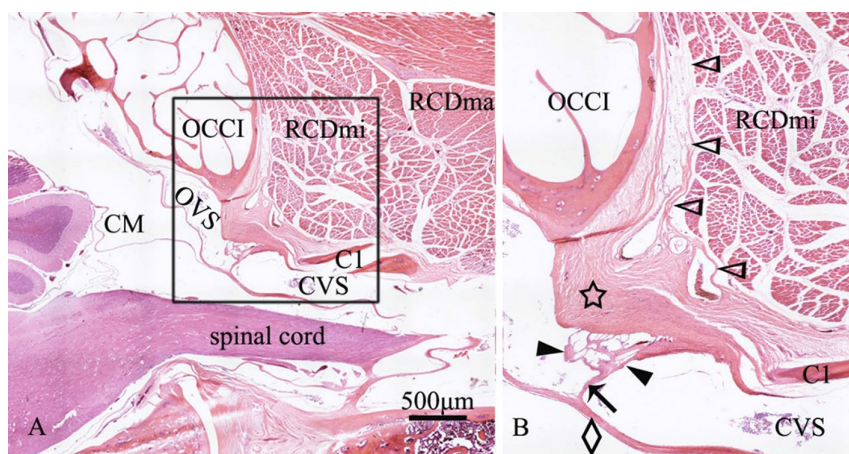 OCCI
RCDmi
RCDma
OVS
CM
C1
CVS
spinal cord
500μm
A
OCCI
RCDmi
C1
CVS
B